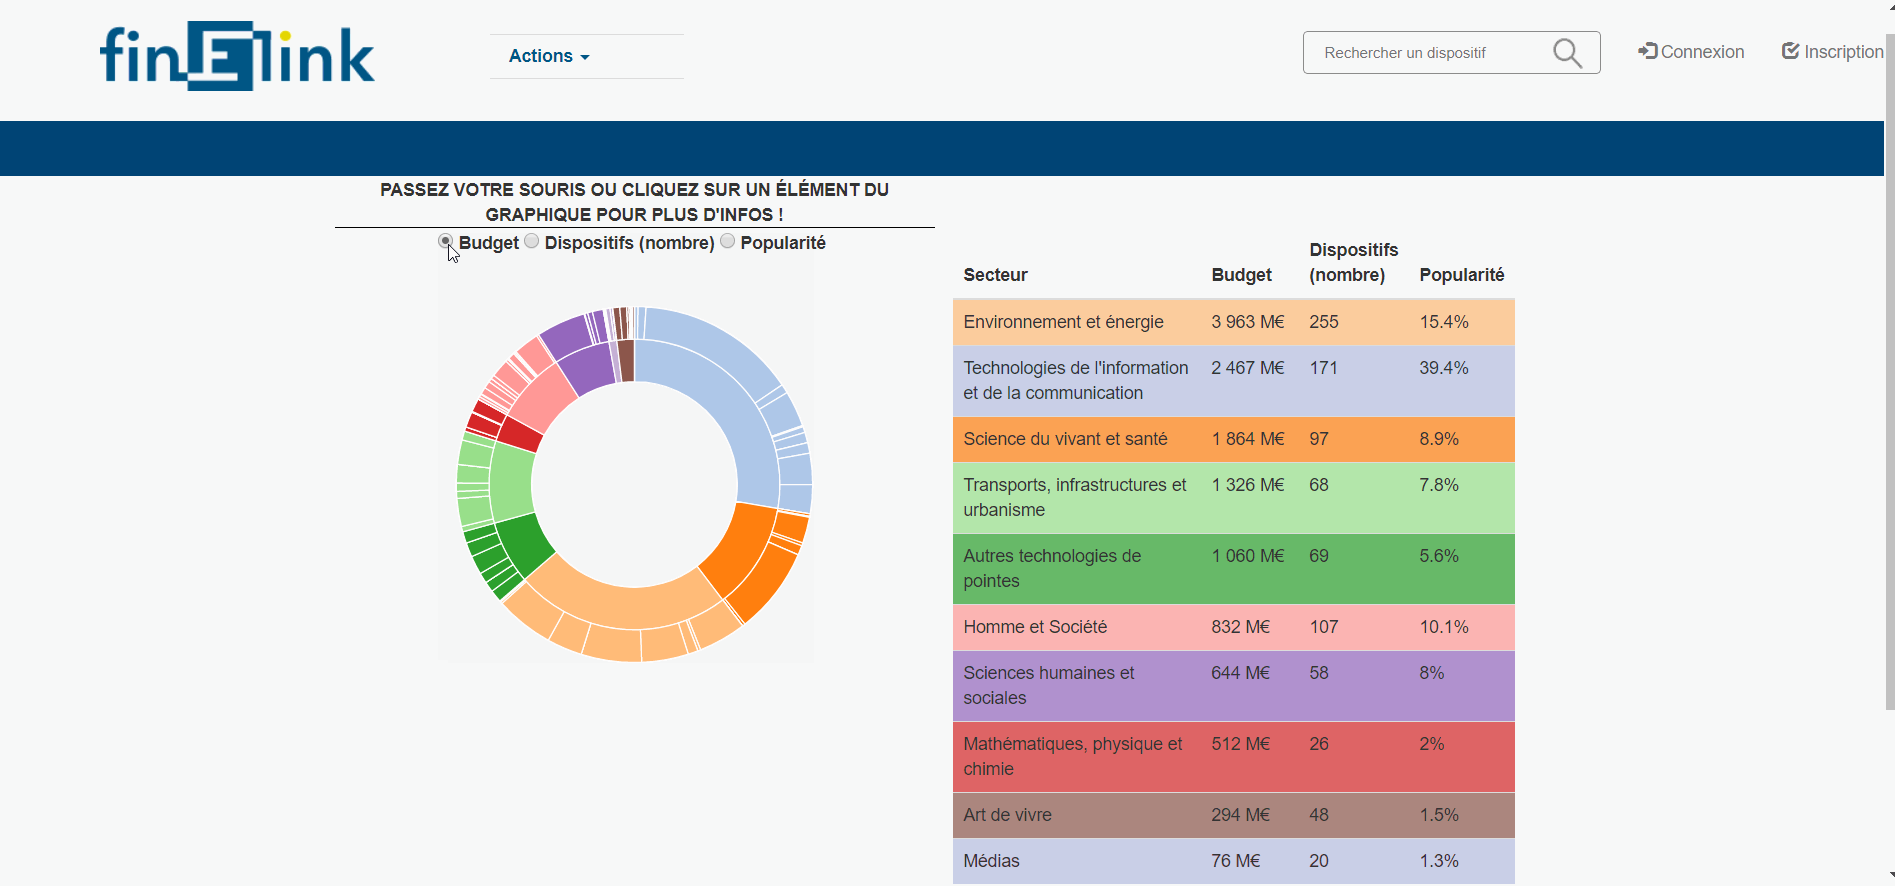 finElink
Actions
Rechercher un dispositif
Connexion
Inscription
PASSEZ VOTRE SOURIS OU CLIQUEZ SUR UN ÉLÉMENT DU
GRAPHIQUE POUR PLUS D'INFOS !
Budget Dispositifs (nombre) Popularité
Dispositifs
Secteur Budget (nombre) Popularité
Environnement et énergie 3 963 M€ 255 15.4%
Technologies de l'information 2 467 M€ 171 39.4%
et de la communication
Science du vivant et santé 1 864 M€ 97 8.9%
Transports, infrastructures et 1 326 M€ 68 7.8%
urbanisme
Autres technologies de 1 060 M€ 69 5.6%
pointes
Homme et Société 832 M€ 107 10.1%
Sciences humaines et 644 M€ 58 8%
sociales
Mathématiques, physique et 512 M€ 26 2%
chimie
Art de vivre 294 M€ 48 1.5%
Médias 76 M€ 20 1.3%